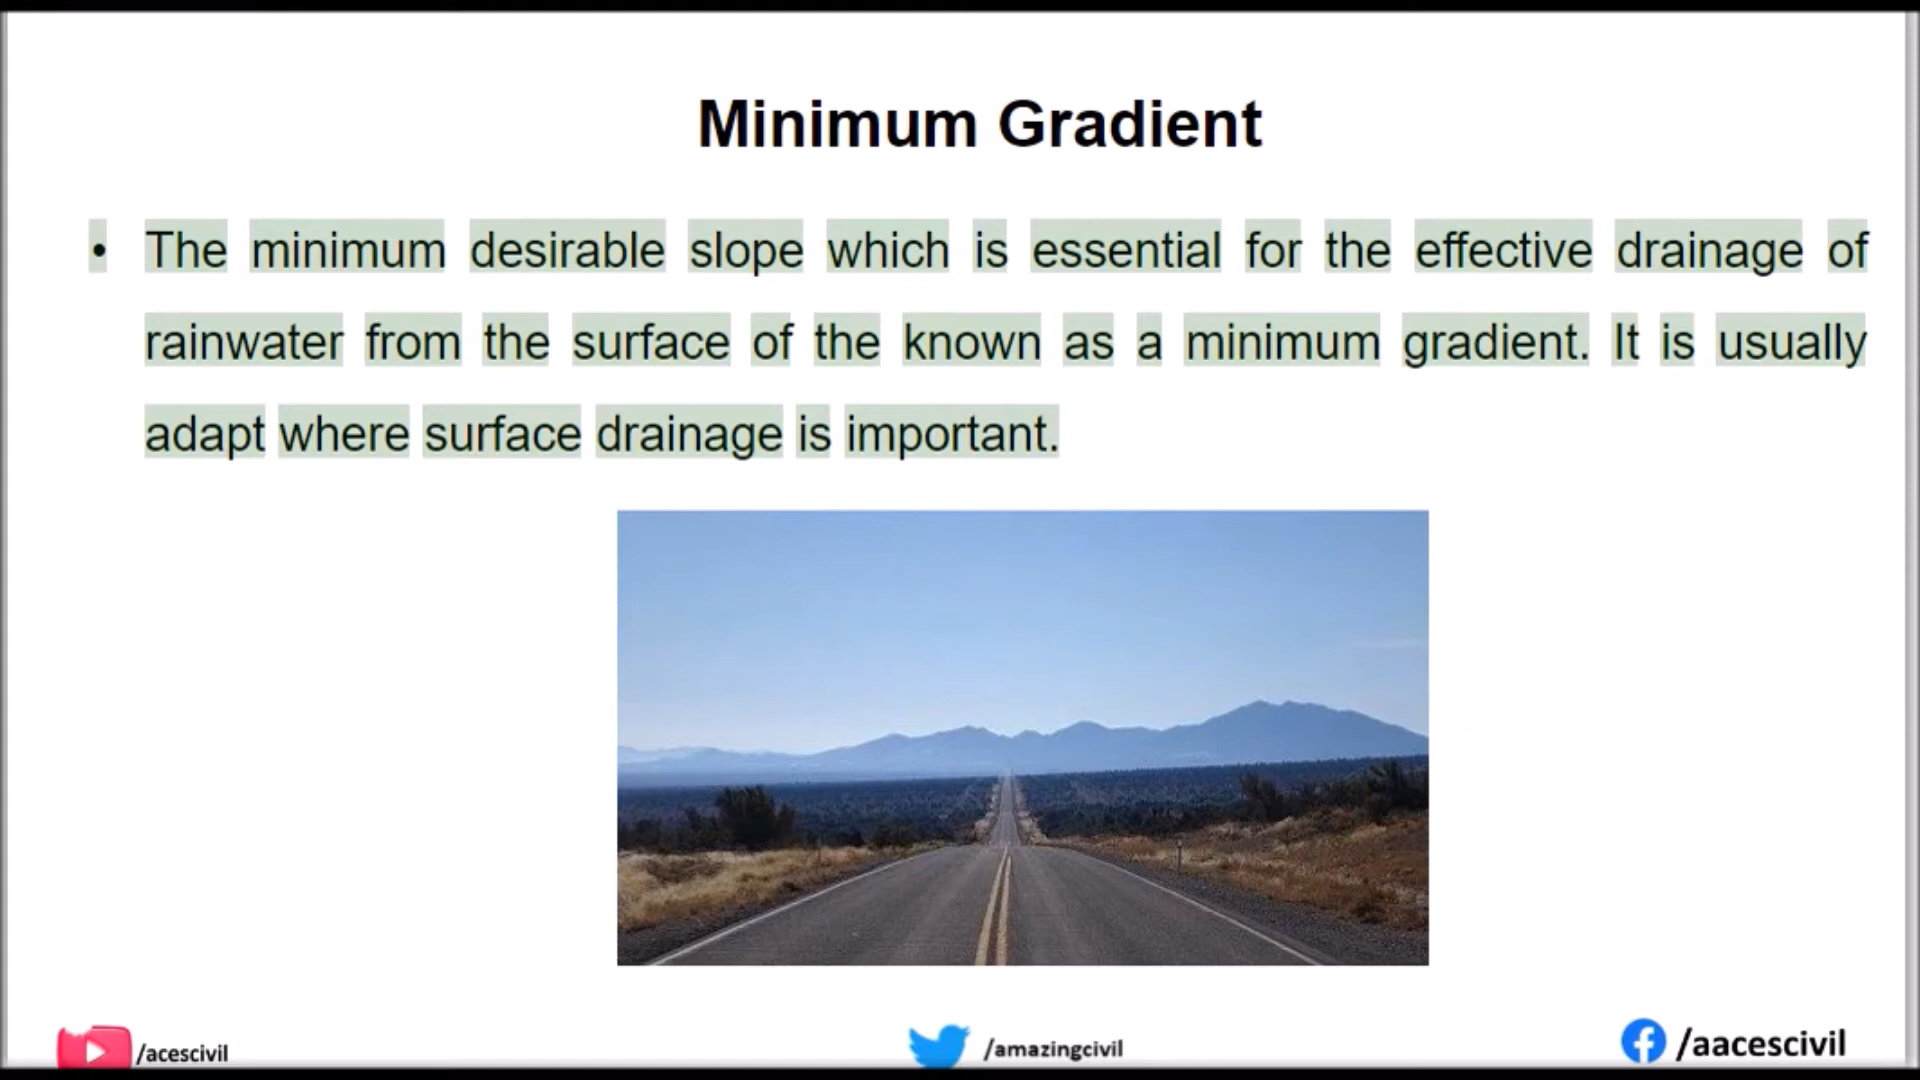 Minimum Gradient
• The minimum desirable slope which is essential for the effective drainage of
rainwater from the surface of the known as a minimum gradient. It is usually
adapt where surface drainage is important.
/acescivil
/amazingcivil
/aacescivil